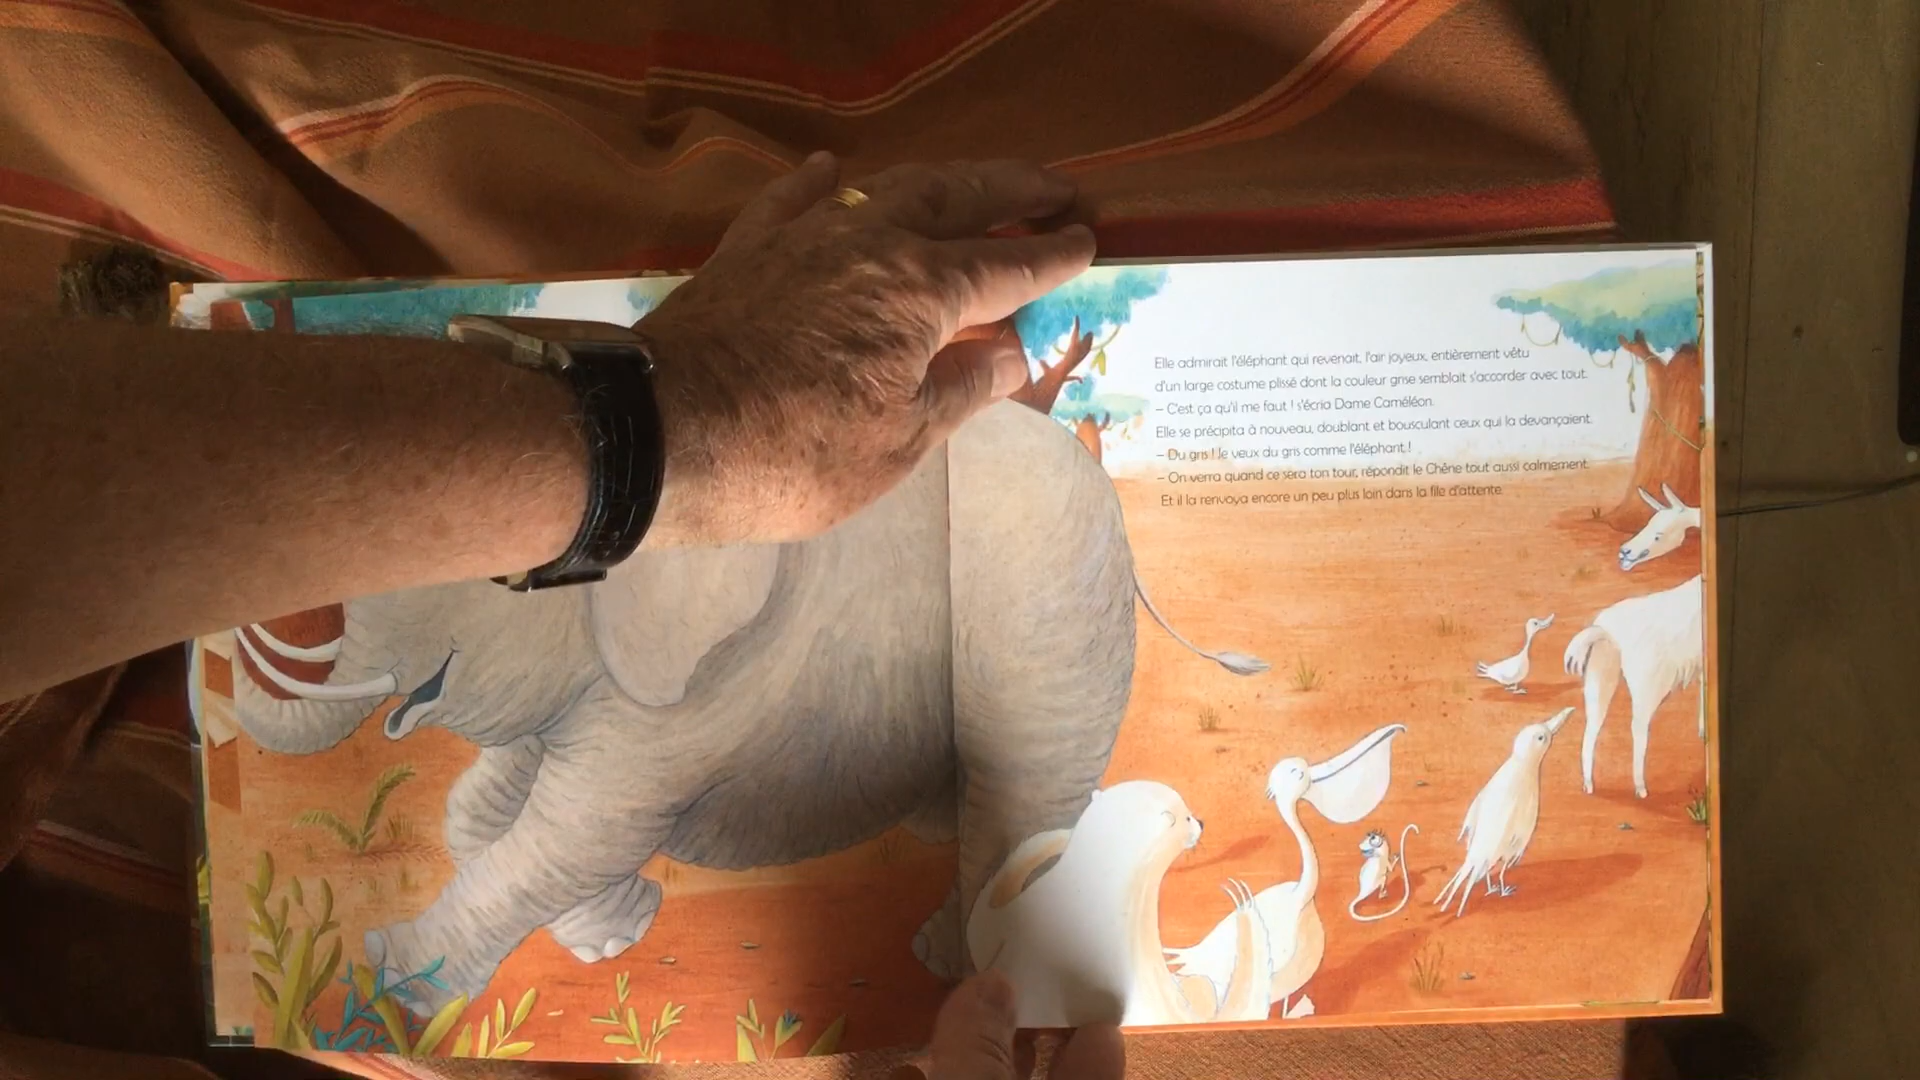 Elle admirait l'éléphant qui revenait, l'air joyeux, entièrement vêtu
d'un large costume plissé dont la couleur grise semblait s'accorder avec tout.
– C'est ça qu'il me faut ! s'écria Dame Caméléon.
Elle se précipita à nouveau, doublant et bousculant ceux qui la devançaient.
– Du gris ! Je veux du gris comme l'éléphant !
– On verra quand ce sera ton tour, répondit le Chêne tout aussi calmement.
Et il la renvoya encore un peu plus loin dans la file d'attente.